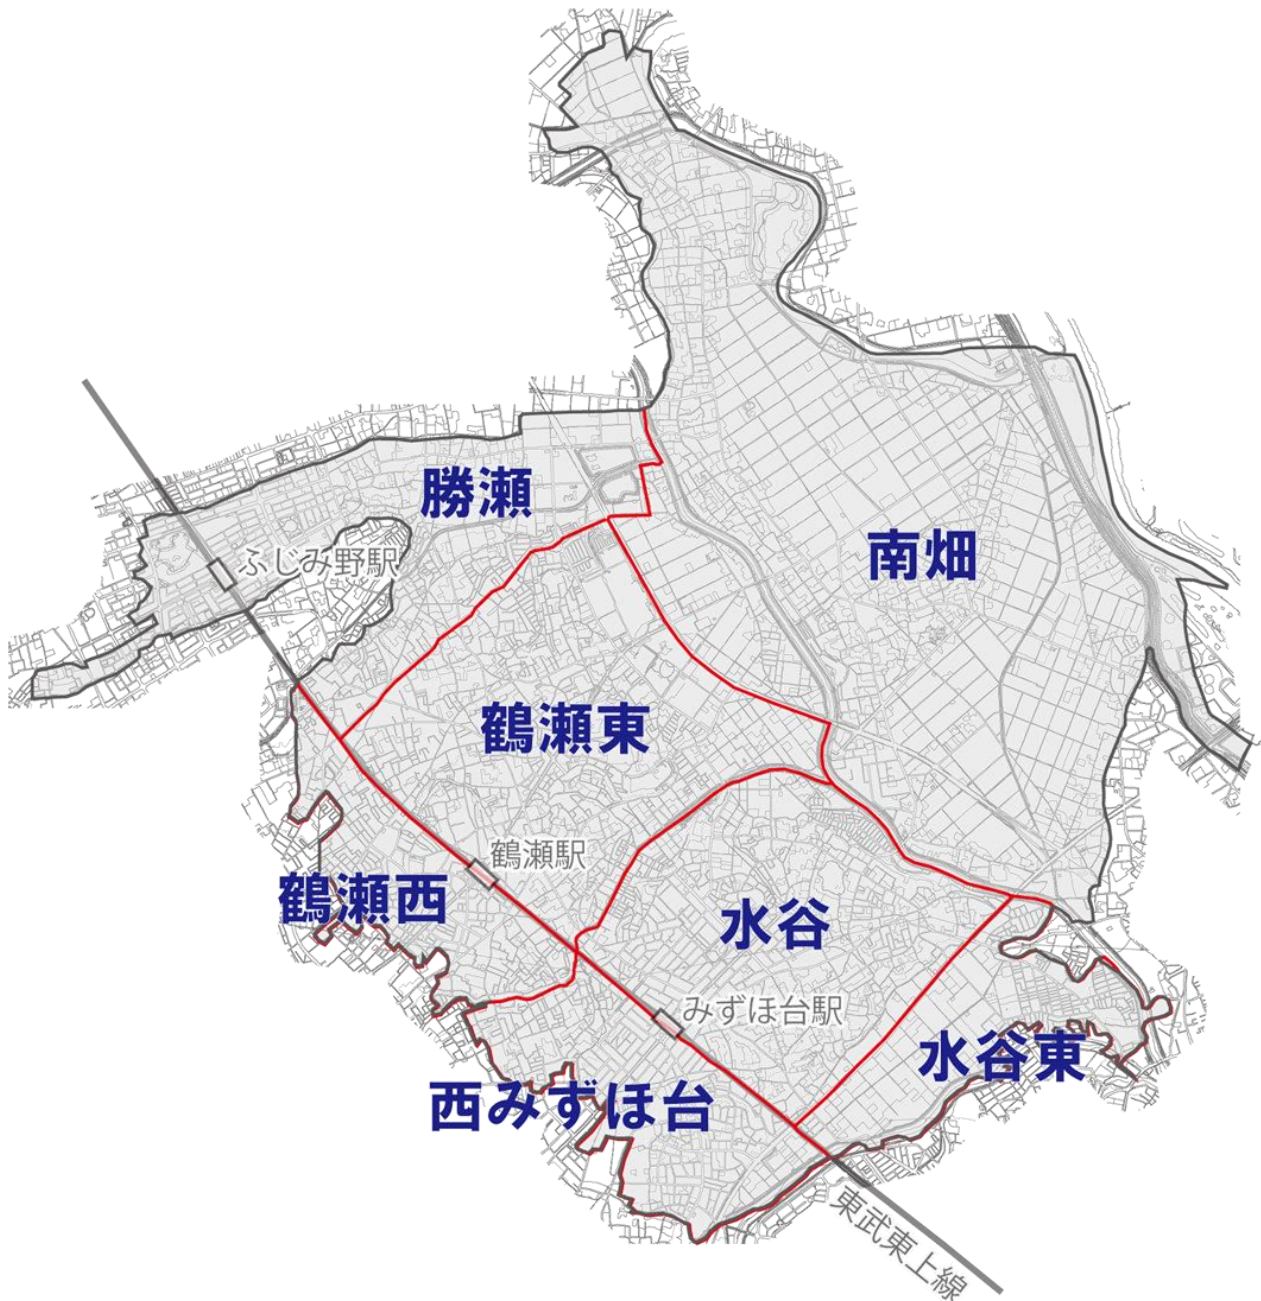 勝瀬
南畑
ふじみ野駅
鶴瀬東
鶴瀬駅
鶴瀬西
水谷
みずほ台駅
水谷東
西みずほ台
東武東上線